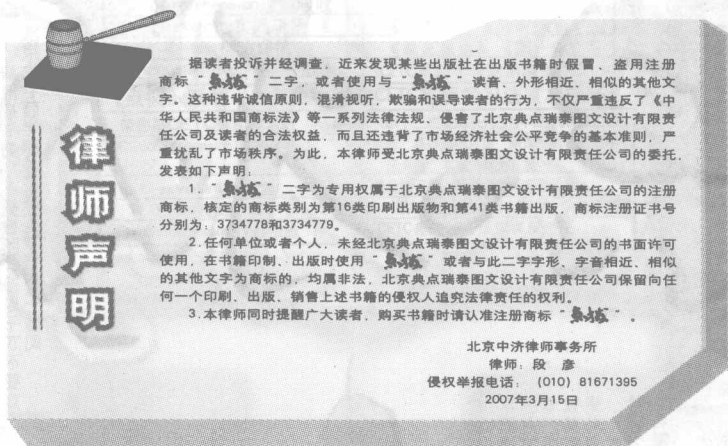 律师声明
据读者投诉并经调查，近来发现某些出版社在出版书籍时假冒、盗用注册
商标“点拨”二字，或者使用与“点拨”读音、外形相近、相似的其他文
字。这种违背诚信原则，混淆视听，欺骗和误导读者的行为，不仅严重违反了《中
华人民共和国商标法》等一系列法律法规，侵害了北京典点瑞泰图文设计有限责
任公司及读者的合法权益，而且还违背了市场经济社会公平竞争的基本准则，严
重扰乱了市场秩序。为此，本律师受北京典点瑞泰图文设计有限责任公司的委托，
发表如下声明：
1.“点拨”二字为专用权属于北京典点瑞泰图文设计有限责任公司的注册
商标，核定的商标类别为第16类印刷出版物和第41类书籍出版，商标注册证书号
分别为：3734778和3734779。
2.任何单位或者个人，未经北京典点瑞泰图文设计有限责任公司的书面许可
使用，在书籍印制、出版时使用“点拨”或者与此二字字形、字音相近、相似
的其他文字为商标的，均属非法，北京典点瑞泰图文设计有限责任公司保留向任
何一个印刷、出版、销售上述书籍的侵权人追究法律责任的权利。
3.本律师同时提醒广大读者，购买书籍时请认准注册商标“点拨”。
北京中济律师事务所
律师：段 彦
侵权举报电话：（010）81671395
2007年3月15日